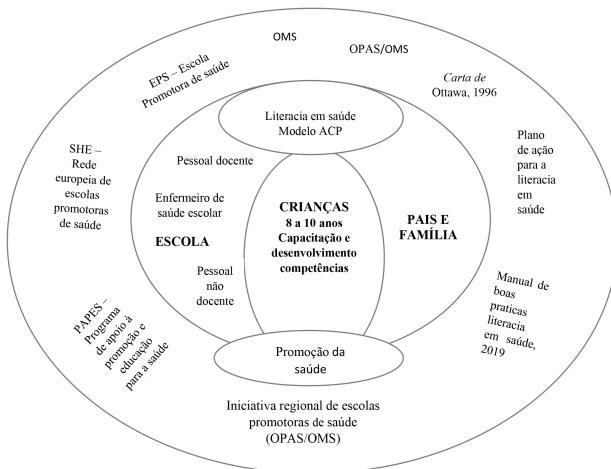 OMS
OPAS/OMS
EPS – Escola
Promotora de saúde
Carta de
Ottawa, 1996
Literacia em saúde
Modelo ACP
Plano
de ação
para a
literacia
em
saúde
SHE –
Rede
europeia de
escolas
promotoras
de saúde
Pessoal docente
Enfermeiro de
saúde escolar
ESCOLA
Pessoal
não
docente
CRIANÇAS
8 a 10 anos
Capacitação e
desenvolvimento
competências
PAIS E
FAMÍLIA
Manual de
boas
praticas
literacia
em saúde,
2019
PAPES –
Programa
de apoio à
promoção e
educação
para a saúde
Promoção da
saúde
Iniciativa regional de escolas
promotoras de saúde
(OPAS/OMS)